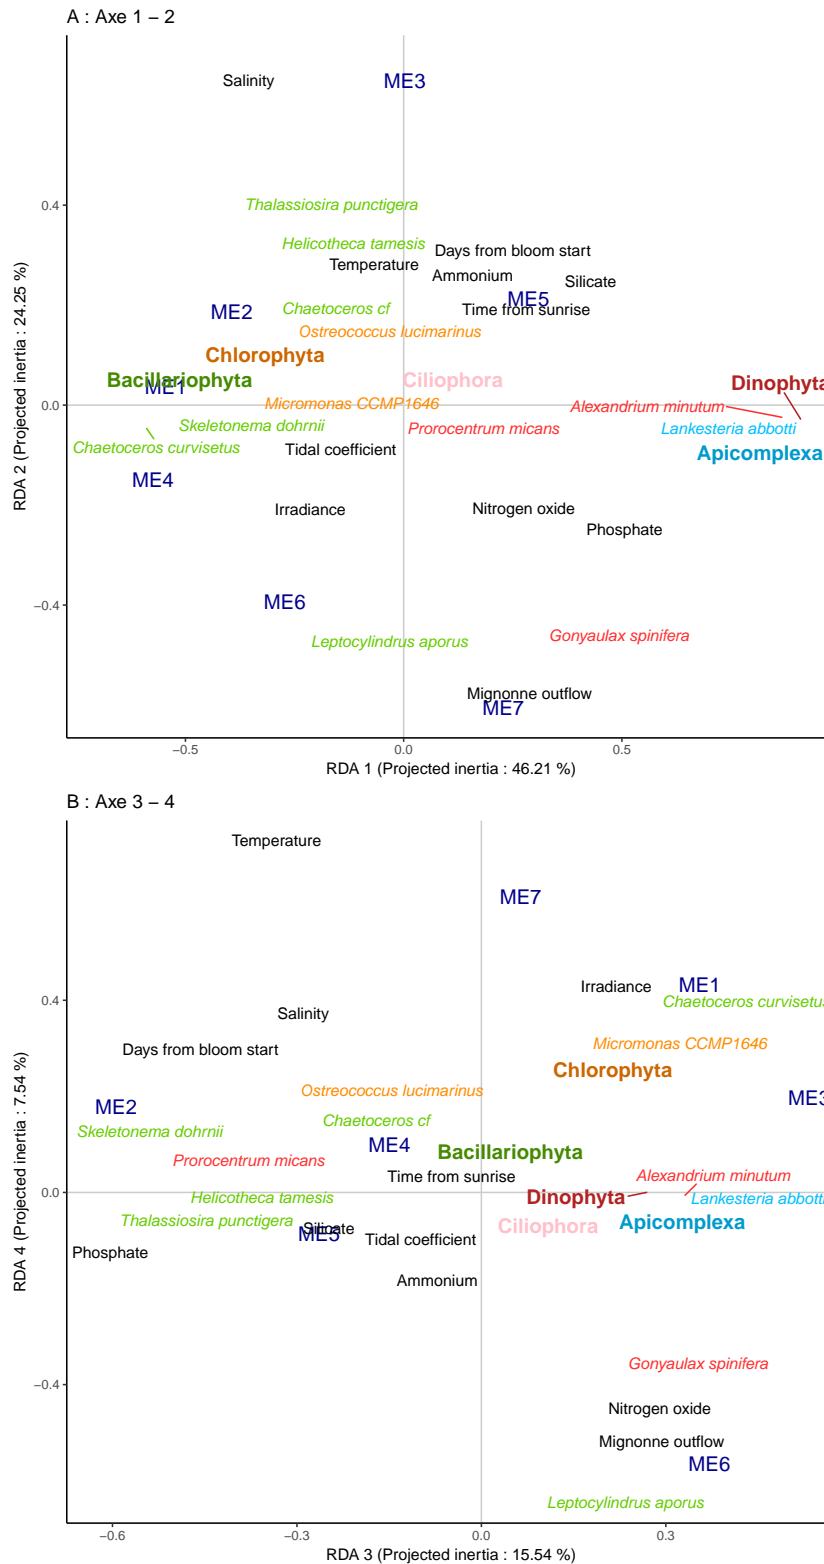 A : Axe 1 – 2
Salinity
ME3
Thalassiosira punctigera
0.4
Helicotheca tamesis
Days from bloom start
Temperature
Ammonium
Silicate
ME5
Chaetoceros cf
Time from sunrise
ME2
Ostreococcus lucimarinus
Chlorophyta
Bacillariophyta
Ciliophora
Dinophyta
ME1
0.0
Micromonas CCMP1646
Alexandrium minutum
Skeletonema dohrnii
Prorocentrum micans
Lankesteria abbotti
Chaetoceros curvisetus
Tidal coefficient
Apicomplexa
ME4
Irradiance
Nitrogen oxide
Phosphate
ME6
−0.4
Leptocylindrus aporus
Gonyaulax spinifera
Mignonne outflow
ME7
RDA 2 (Projected inertia : 24.25 %)
−0.5
0.0
0.5
RDA 1 (Projected inertia : 46.21 %)
B : Axe 3 – 4
Temperature
ME7
Irradiance
ME1
0.4
Chaetoceros curvisetus
Salinity
Days from bloom start
Micromonas CCMP1646
Chlorophyta
Ostreococcus lucimarinus
ME3
ME2
Chaetoceros cf
Skeletonema dohrnii
ME4
Bacillariophyta
Prorocentrum micans
Time from sunrise
Alexandrium minutum
0.0
Helicotheca tamesis
Dinophyta
Lankesteria abbotti
Thalassiosira punctigera
Silicate
Ciliophora
Apicomplexa
ME5
Tidal coefficient
Phosphate
Ammonium
Gonyaulax spinifera
−0.4
Nitrogen oxide
Mignonne outflow
ME6
Leptocylindrus aporus
RDA 4 (Projected inertia : 7.54 %)
−0.6
−0.3
0.0
0.3
RDA 3 (Projected inertia : 15.54 %)